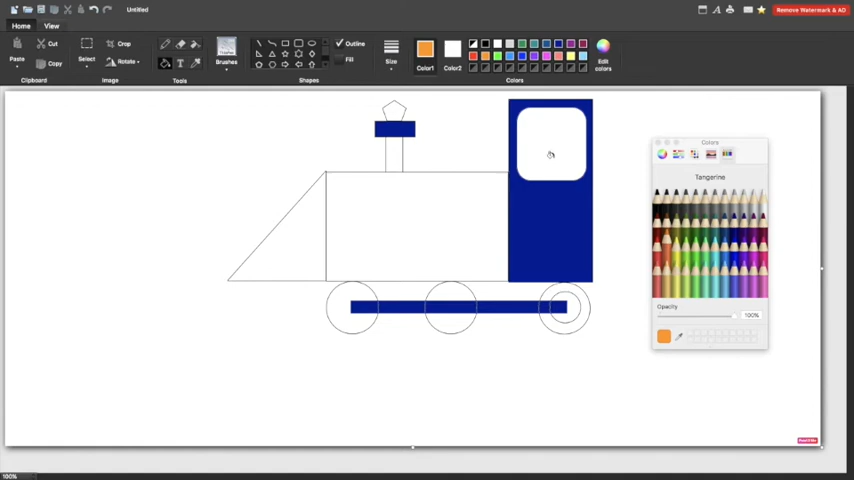 Untitled
Remove Watermark & AD
Home View
Paste
Cut
Copy
Clipboard
Select
Crop
Rotate
Image
Tools
Brushes
Outline
Fill
Shapes
Size
Color1
Color2
Edit
colors
Colors
Colors
Tangerine
Opacity
100%
100%